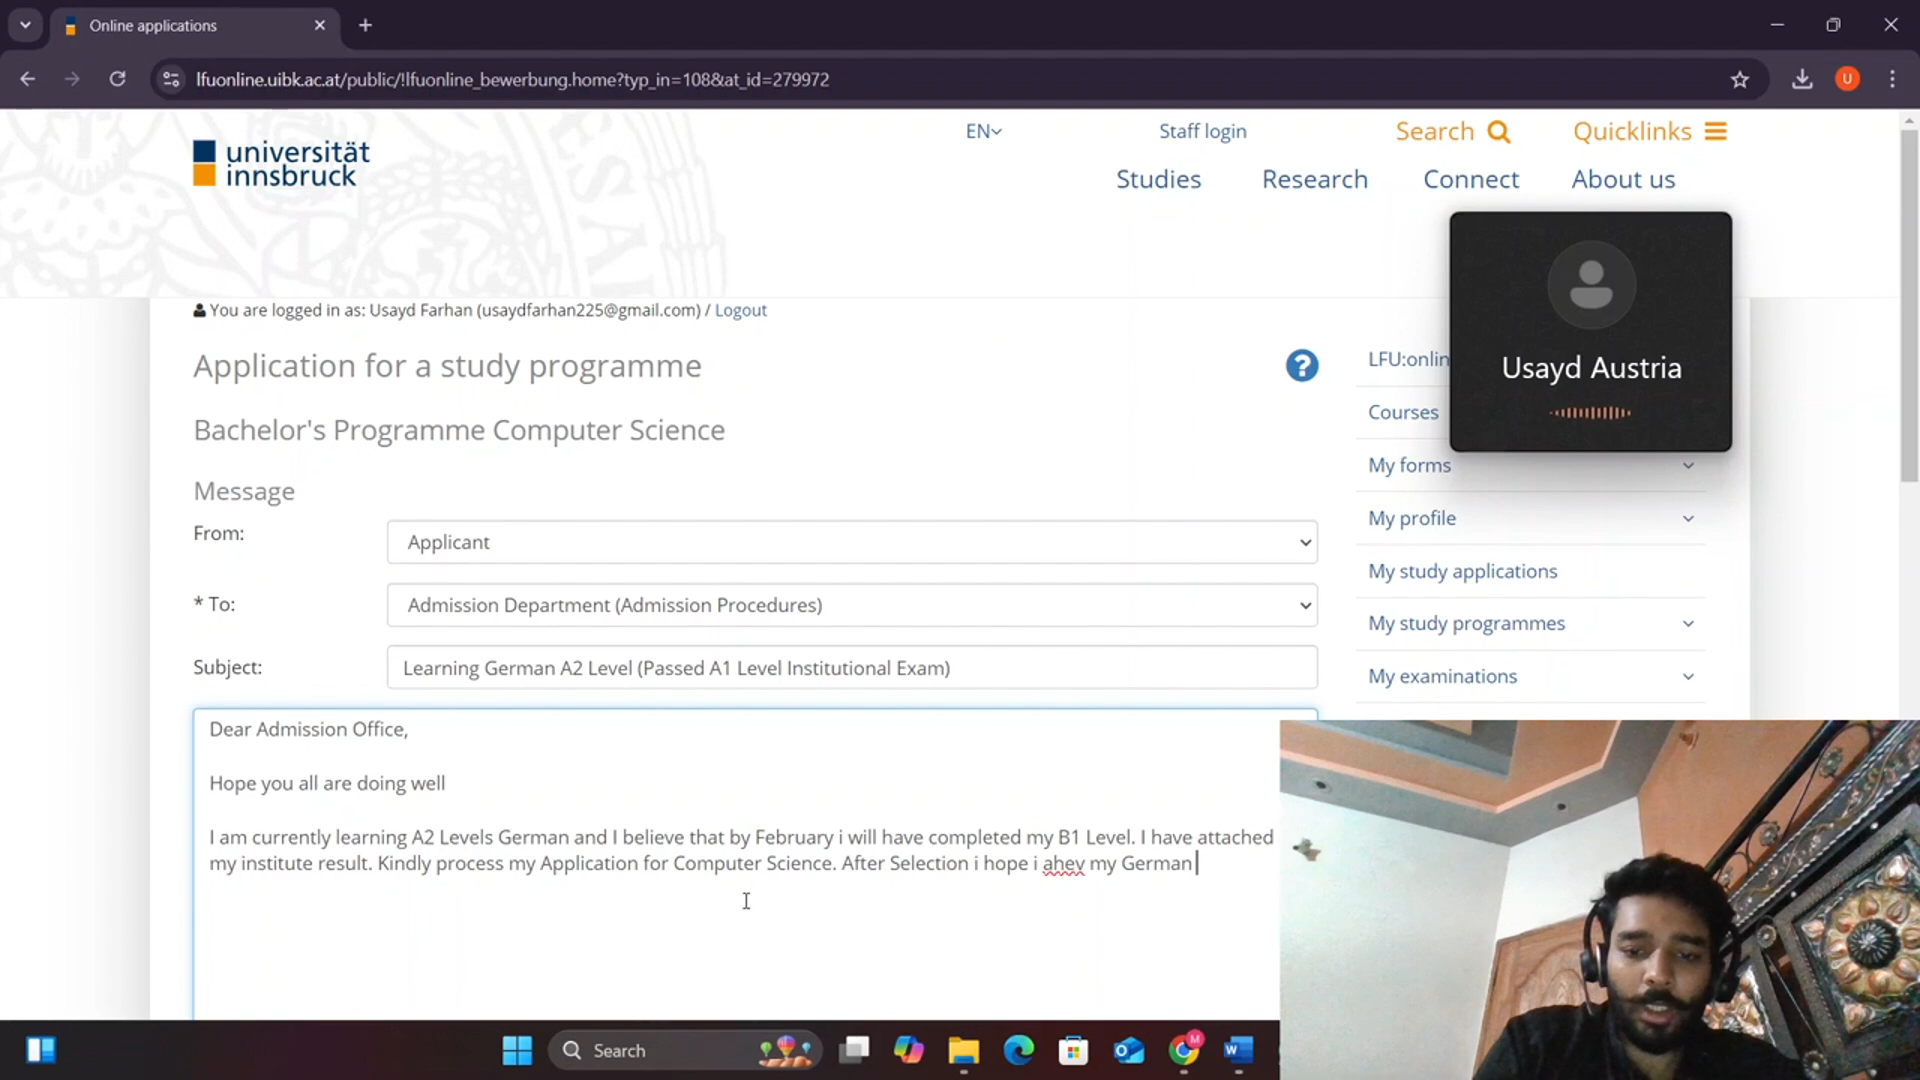 Online applications
lfuonline.uibk.ac.at/public/!lfuonline_bewerbung.home?typ_in=108&at_id=279972
U
universität
innsbruck
EN
Staff login
Search
Quicklinks
Studies
Research
Connect
About us
You are logged in as: Usayd Farhan (usaydfarhan225@gmail.com) / Logout
Application for a study programme
?
Bachelor's Programme Computer Science
Message
From:
Applicant
* To:
Admission Department (Admission Procedures)
Subject:
Learning German A2 Level (Passed A1 Level Institutional Exam)
Dear Admission Office,
Hope you all are doing well
I am currently learning A2 Levels German and I believe that by February i will have completed my B1 Level. I have attached
my institute result. Kindly process my Application for Computer Science. After Selection i hope i ahev my German
LFU:onlin
Courses
My forms
My profile
My study applications
My study programmes
My examinations
Usayd Austria
Search
M
W